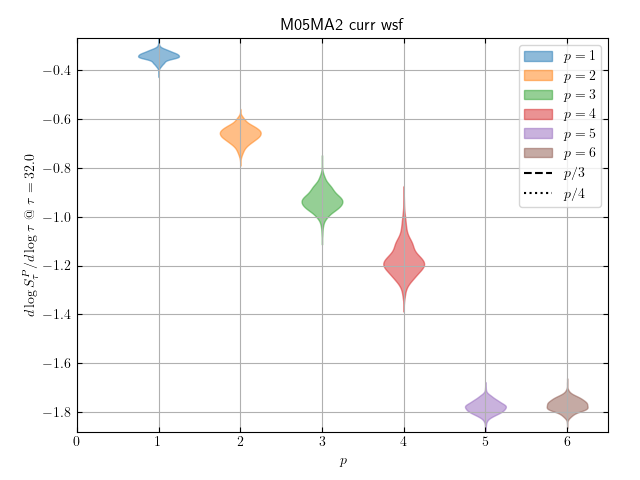 M05MA2 curr wsf
d log S_τ^P / d log τ @ τ = 32.0
−0.4
−0.6
−0.8
−1.0
−1.2
−1.4
−1.6
−1.8
0 1 2 3 4 5 6
p
p = 1
p = 2
p = 3
p = 4
p = 5
p = 6
p/3
p/4